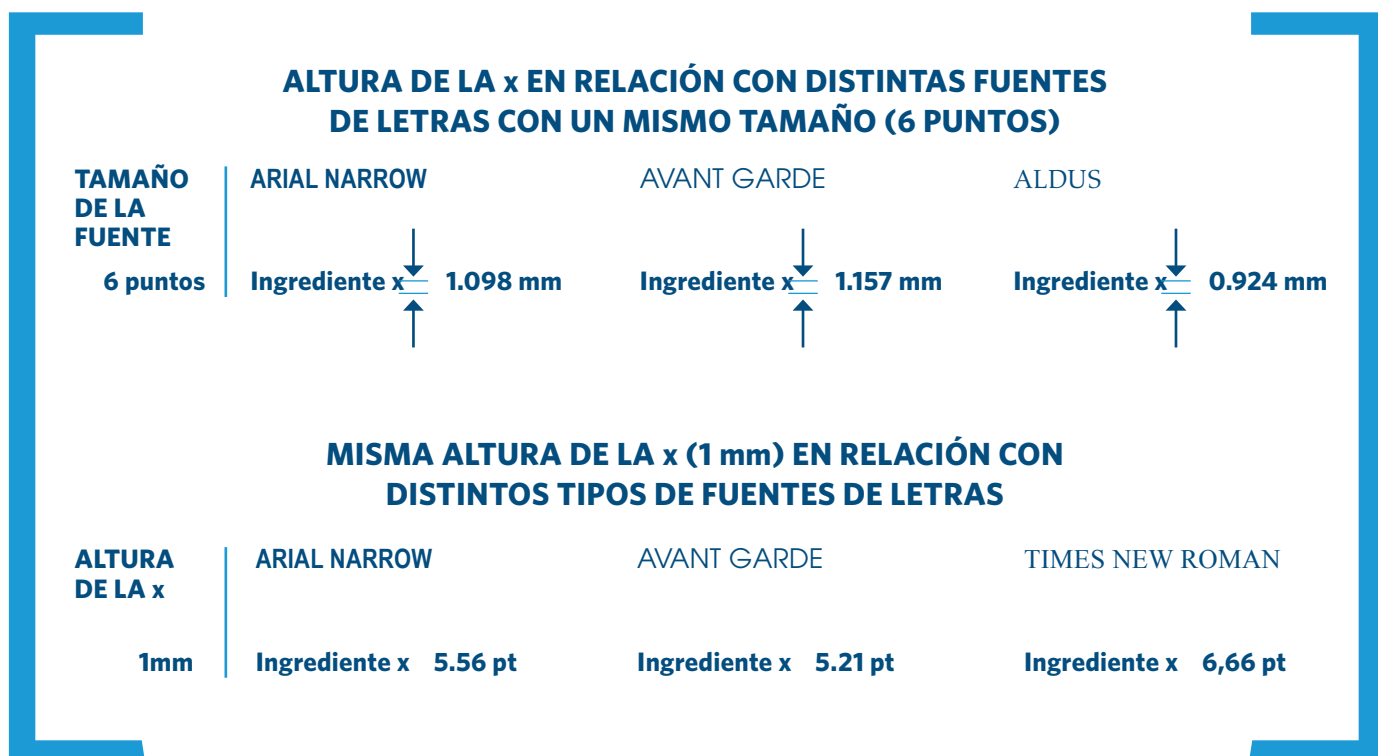 ALTURA DE LA x EN RELACIÓN CON DISTINTAS FUENTES
DE LETRAS CON UN MISMO TAMAÑO (6 PUNTOS)
TAMAÑO
DE LA
FUENTE
ARIAL NARROW
AVANT GARDE
ALDUS
6 puntos
Ingrediente x 1.098 mm
Ingrediente x 1.157 mm
Ingrediente x 0.924 mm
MISMA ALTURA DE LA x (1 mm) EN RELACIÓN CON
DISTINTOS TIPOS DE FUENTES DE LETRAS
ALTURA
DE LA x
ARIAL NARROW
AVANT GARDE
TIMES NEW ROMAN
1mm
Ingrediente x 5.56 pt
Ingrediente x 5.21 pt
Ingrediente x 6,66 pt